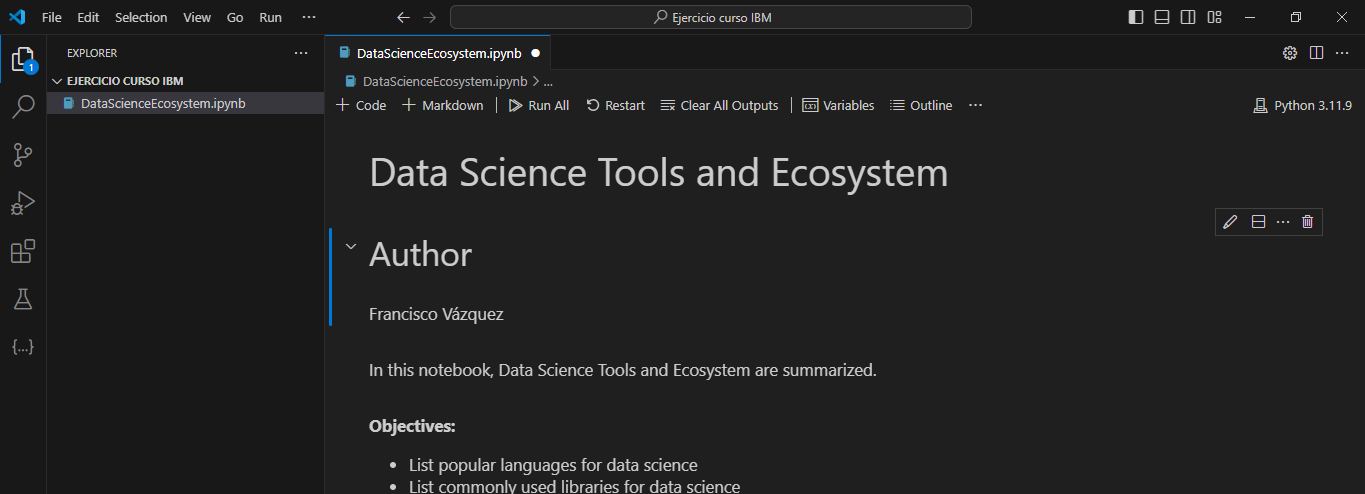 File Edit Selection View Go Run ···
Ejercicio curso IBM
EXPLORER ···
EJERCICIO CURSO IBM
DataScienceEcosystem.ipynb
1
DataScienceEcosystem.ipynb
DataScienceEcosystem.ipynb > ...
+ Code + Markdown | Run All Restart Clear All Outputs | Variables Outline ···
Python 3.11.9
Data Science Tools and Ecosystem
Author
Francisco Vázquez
In this notebook, Data Science Tools and Ecosystem are summarized.
Objectives:
• List popular languages for data science
• List commonly used libraries for data science